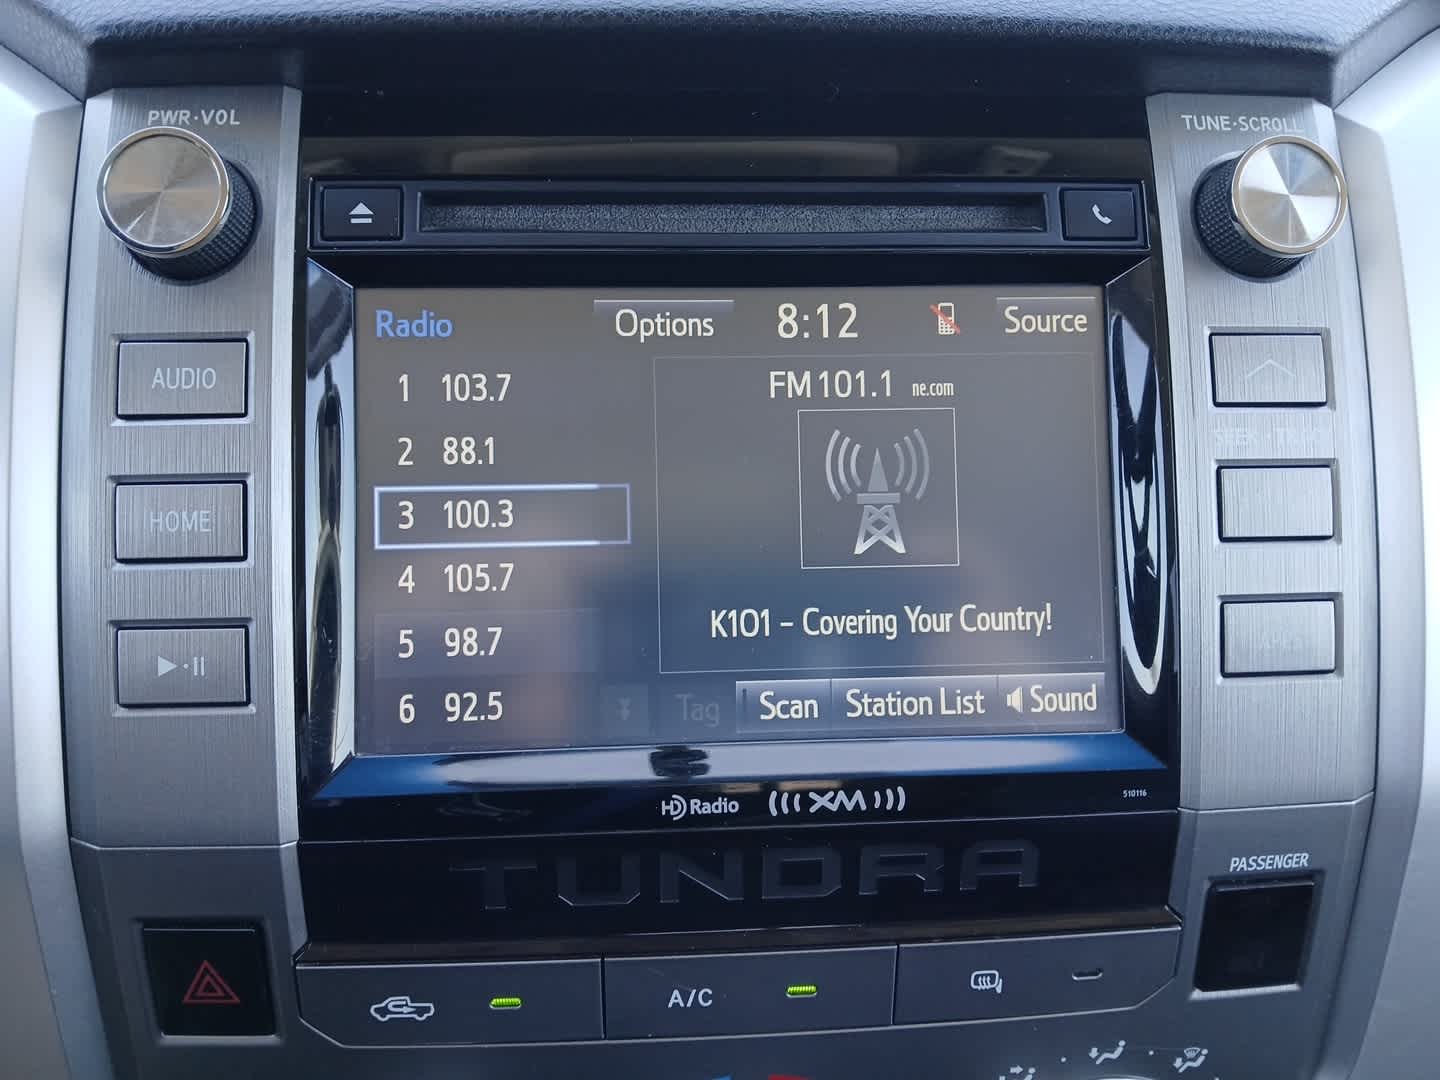 PWR·VOL
TUNE·SCROLL
AUDIO
HOME
Radio
Options
8:12
Source
1 103.7
2 88.1
3 100.3
4 105.7
5 98.7
6 92.5
FM 101.1 ne.com
K101 – Covering Your Country!
Tag
Scan
Station List
Sound
SEEK · TRACK
HD Radio
XM
510116
TUNDRA
PASSENGER
A/C